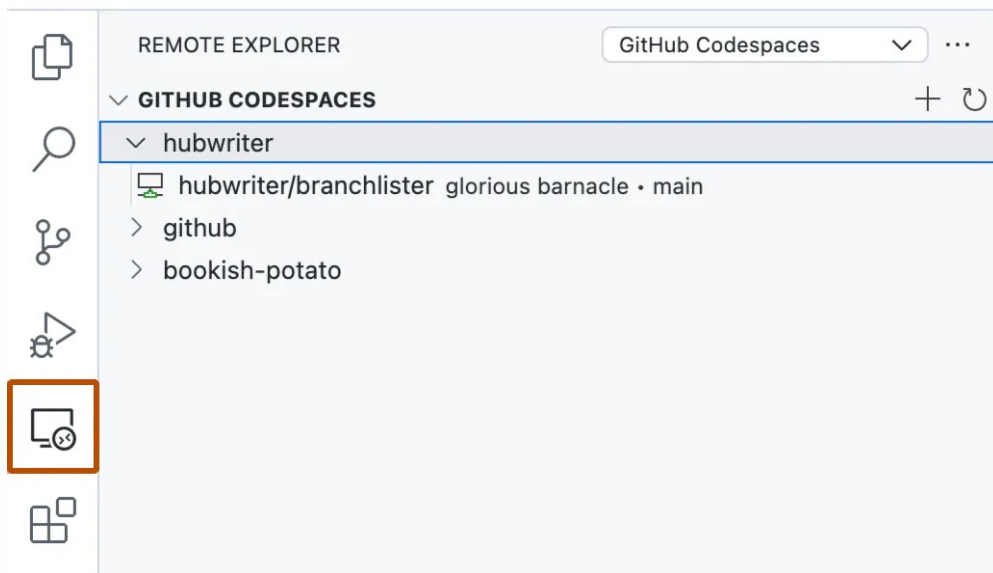 REMOTE EXPLORER GitHub Codespaces
GITHUB CODESPACES
hubwriter
hubwriter/branchlister glorious barnacle • main
github
bookish-potato